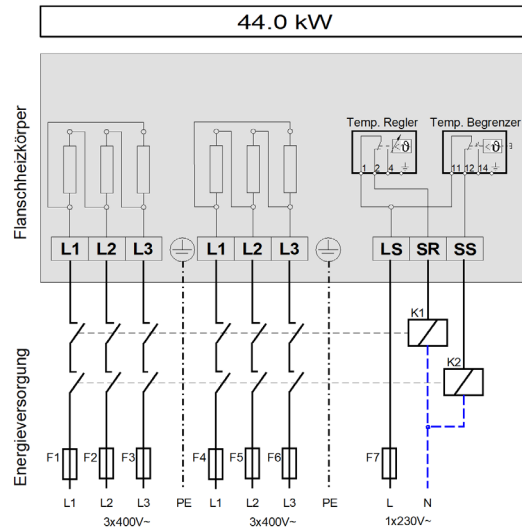 44.0 kW
Flanschheizkörper
Temp. Regler Temp. Begrenzer
ϑ ϑ
1 2 4 11 12 14
L1 L2 L3 L1 L2 L3 LS SR SS
K1
K2
Energieversorgung
F1 F2 F3 F4 F5 F6 F7
L1 L2 L3 PE L1 L2 L3 PE L N
3x400V~ 3x400V~ 1x230V~